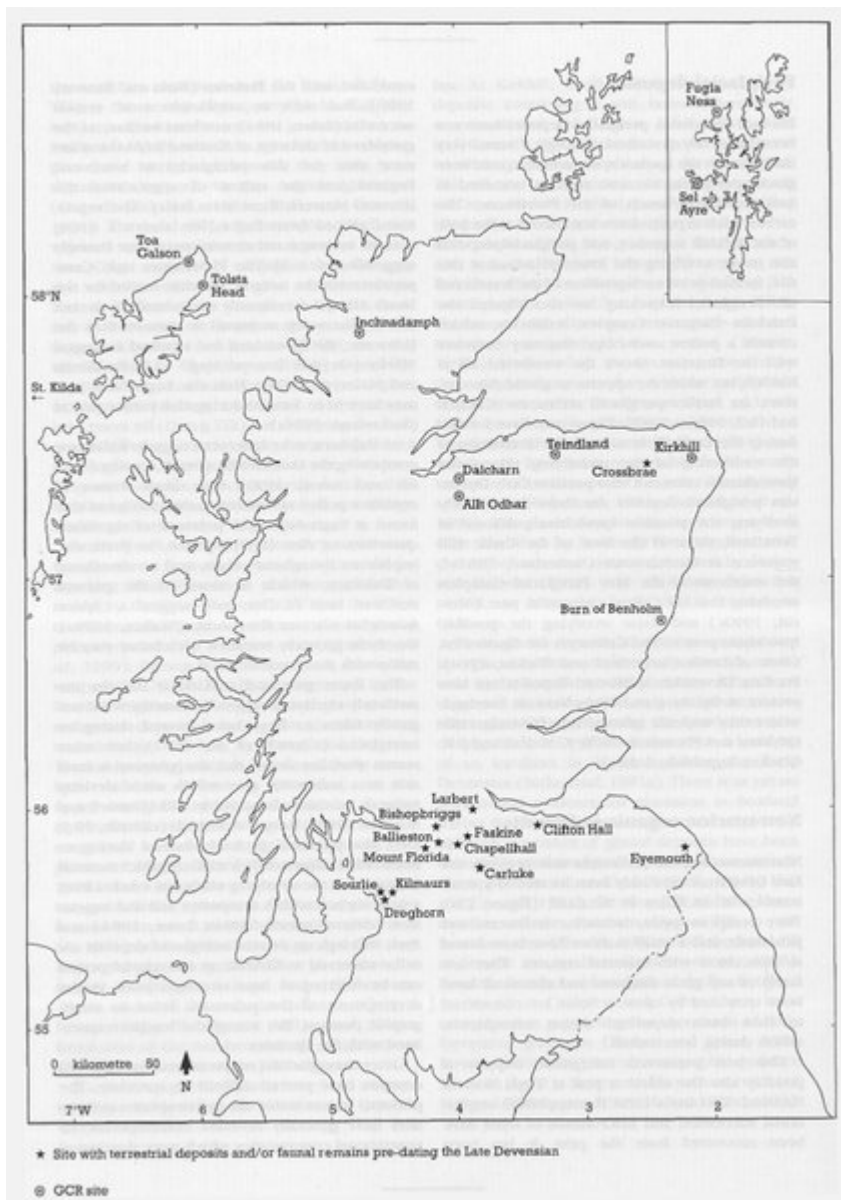 Fogla
Ness
Sel
Ayre
Toa
Galson
Tolsta
Head
58°N
Inchnadamph
St. Kilda
Teindland
Kirkhill
Crossbrae
Dalcharn
Allt Odhar
57
Burn of Benholm
56
Larbert
Bishopbriggs
Clifton Hall
Faskine
Ballieston
Chapelhall
Mount Florida
Eyemouth
Carluke
Sourlie
Kilmaurs
Dreghorn
55
0 kilometre 50
N
7°W 6 5 4 3 2
★ Site with terrestrial deposits and/or faunal remains pre-dating the Late Devensian
⊚ GCR site